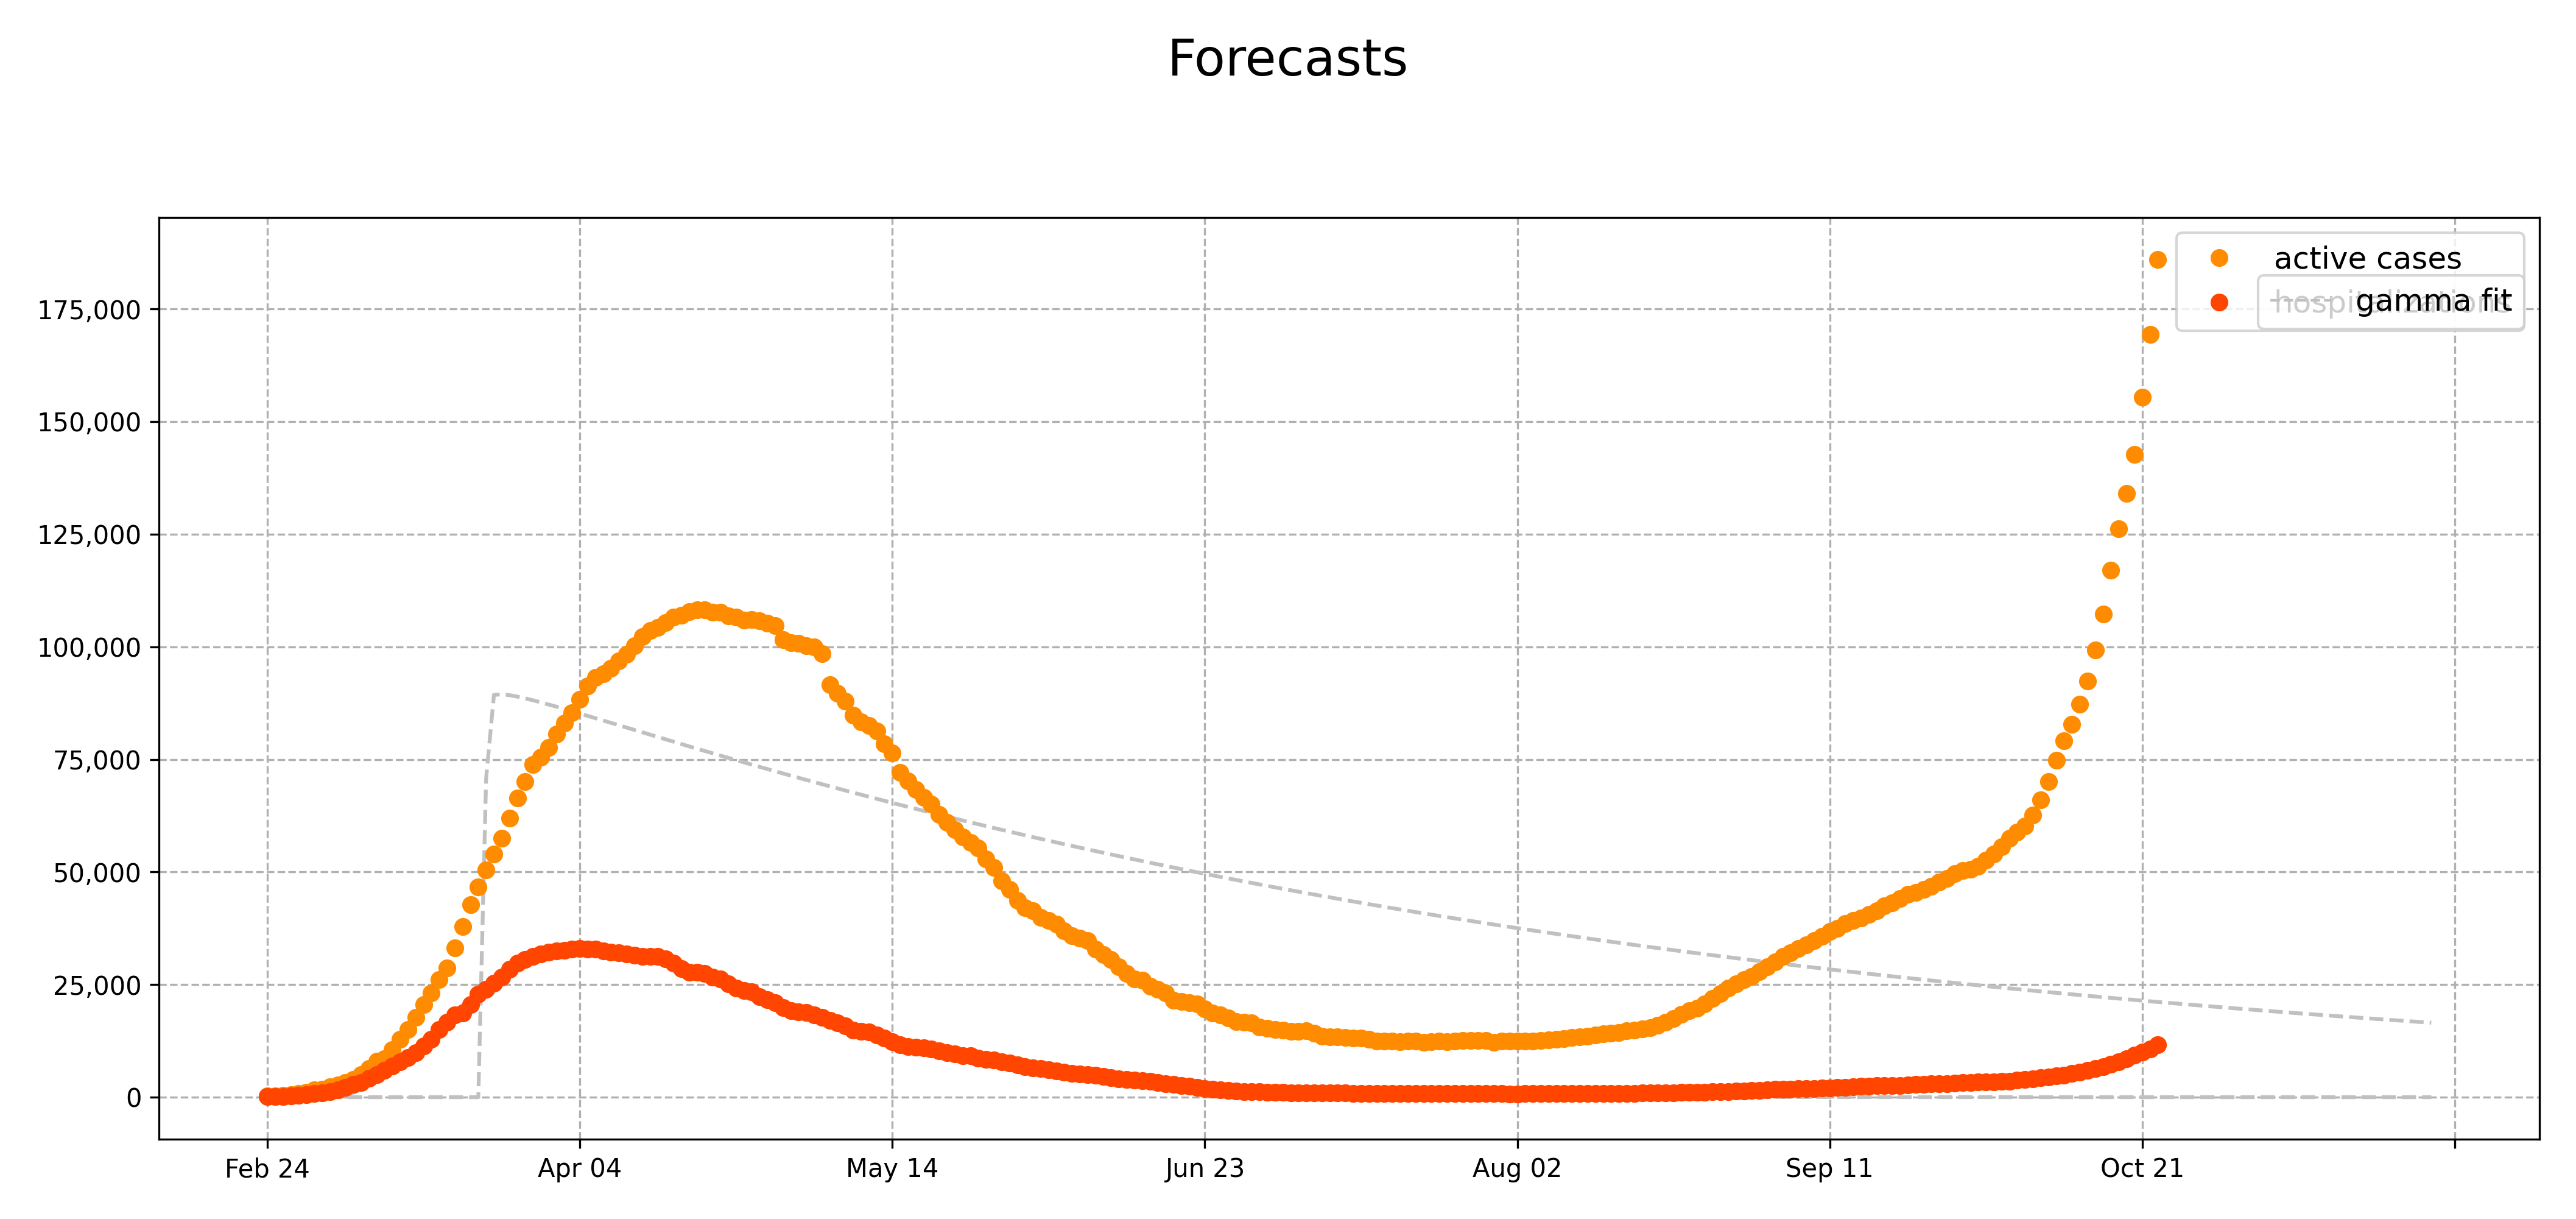 Forecasts
active cases
hospitalizations
gamma fit
175,000
150,000
125,000
100,000
75,000
50,000
25,000
0
Feb 24
Apr 04
May 14
Jun 23
Aug 02
Sep 11
Oct 21